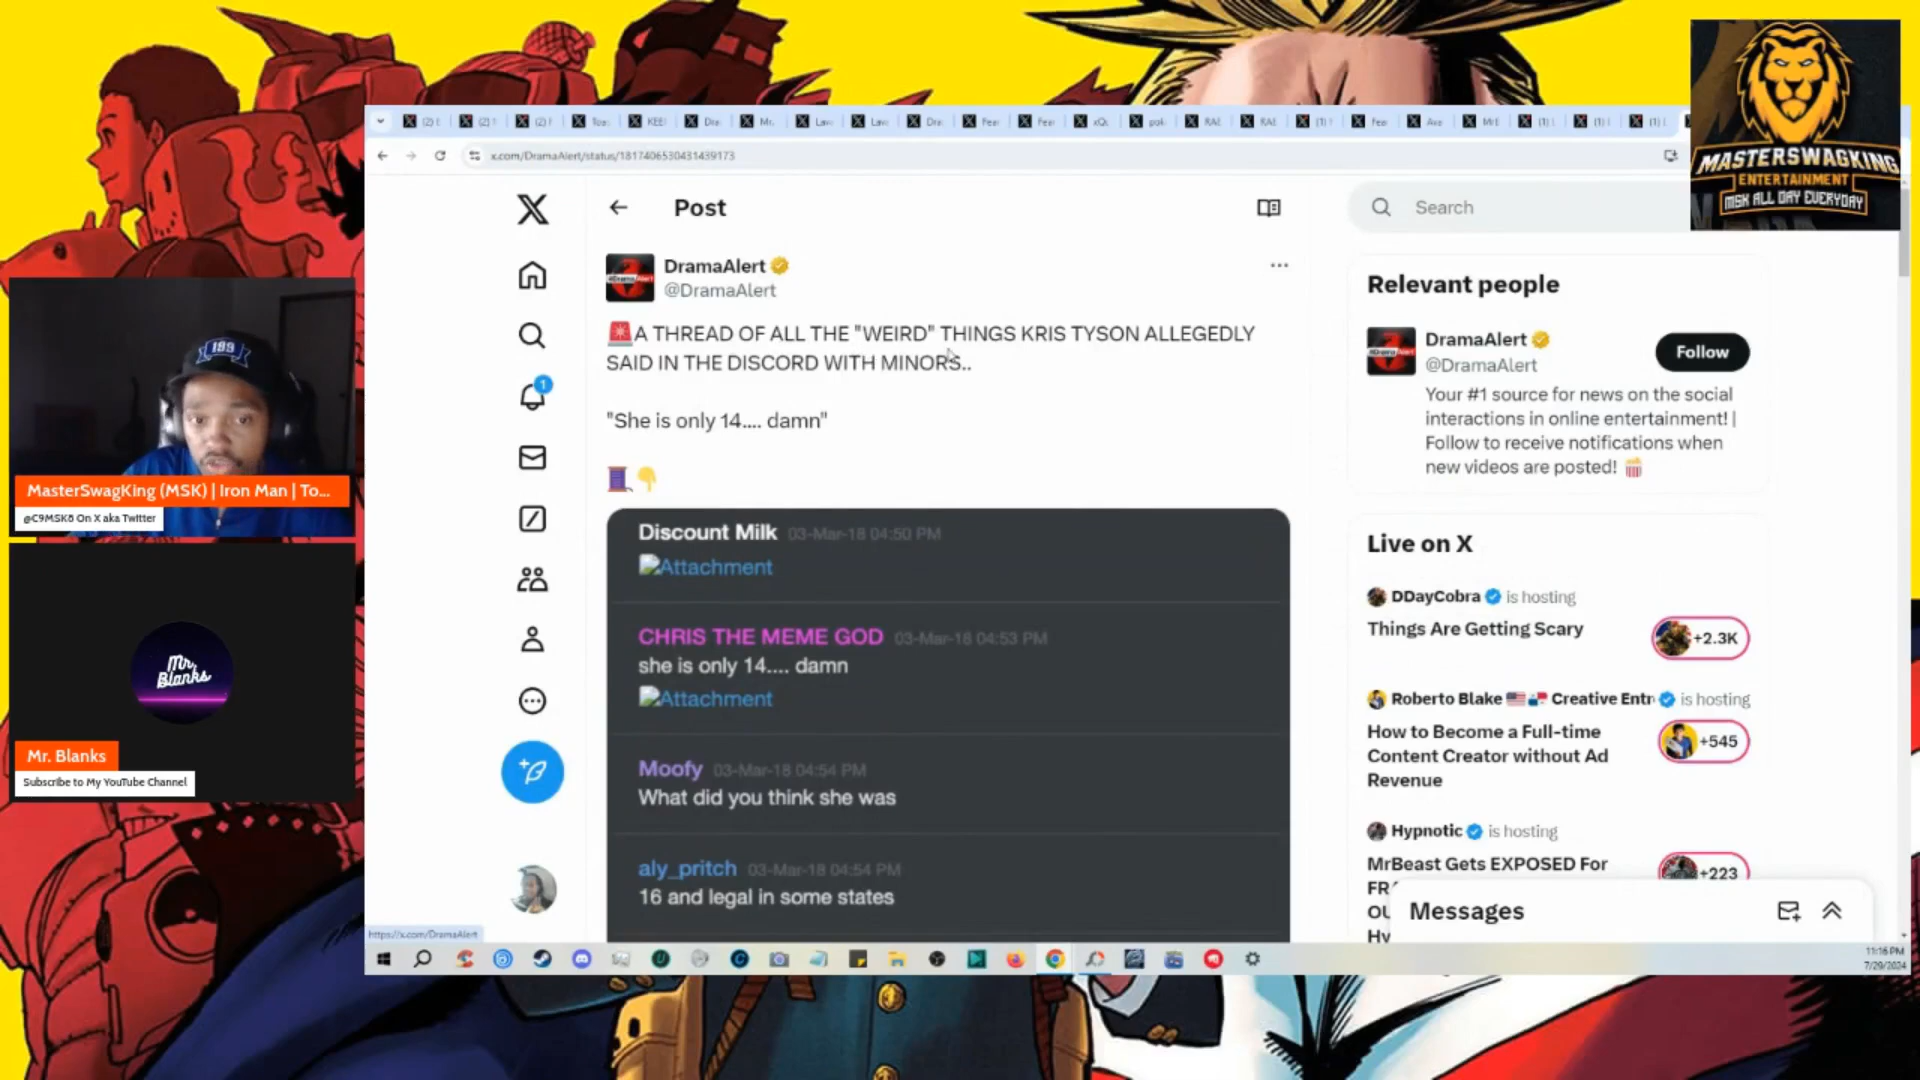 x.com/DramaAlert/status/1817406530431439173
MASTERSWAGKING
ENTERTAINMENT
MSK ALL DAY EVERYDAY
Post
Search
DramaAlert
@DramaAlert
A THREAD OF ALL THE "WEIRD" THINGS KRIS TYSON ALLEGEDLY
SAID IN THE DISCORD WITH MINORS..
"She is only 14.... damn"
Discount Milk 03-Mar-18 04:50 PM
Attachment
CHRIS THE MEME GOD 03-Mar-18 04:53 PM
she is only 14.... damn
Attachment
Moofy 03-Mar-18 04:54 PM
What did you think she was
aly_pritch 03-Mar-18 04:54 PM
16 and legal in some states
Relevant people
DramaAlert
@DramaAlert
Follow
Your #1 source for news on the social
interactions in online entertainment! |
Follow to receive notifications when
new videos are posted!
Live on X
DDayCobra is hosting
Things Are Getting Scary
+2.3K
Roberto Blake Creative Entr is hosting
How to Become a Full-time
Content Creator without Ad
Revenue
+545
Hypnotic is hosting
MrBeast Gets EXPOSED For
+223
Messages
1
199
MasterSwagKing (MSK) | Iron Man | To...
@C9MSK8 On X aka Twitter
Mr. Blanks
Mr. Blanks
Subscribe to My YouTube Channel
https://x.com/DramaAlert
11:16 PM
7/29/2024